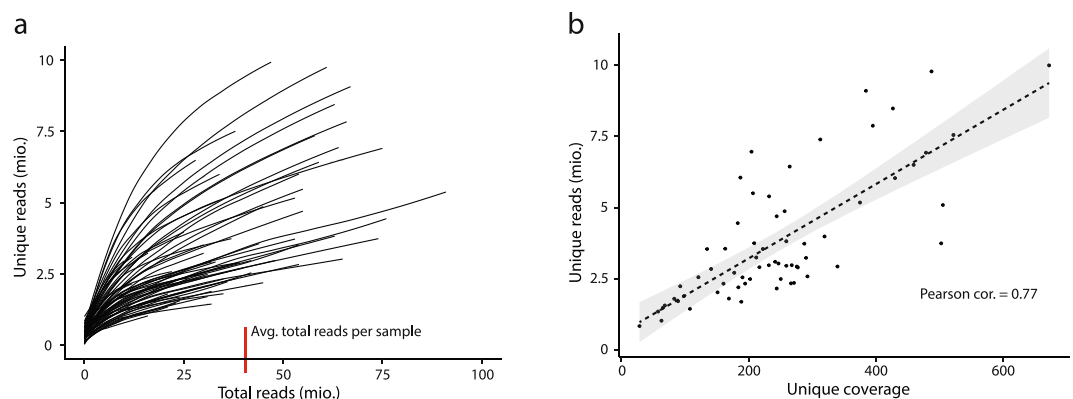 a
10
7.5
5
2.5
0
Unique reads (mio.)
Avg. total reads per sample
0
25
50
75
100
Total reads (mio.)
b
10
7.5
5
2.5
0
Unique reads (mio.)
Pearson cor. = 0.77
0
200
400
600
Unique coverage